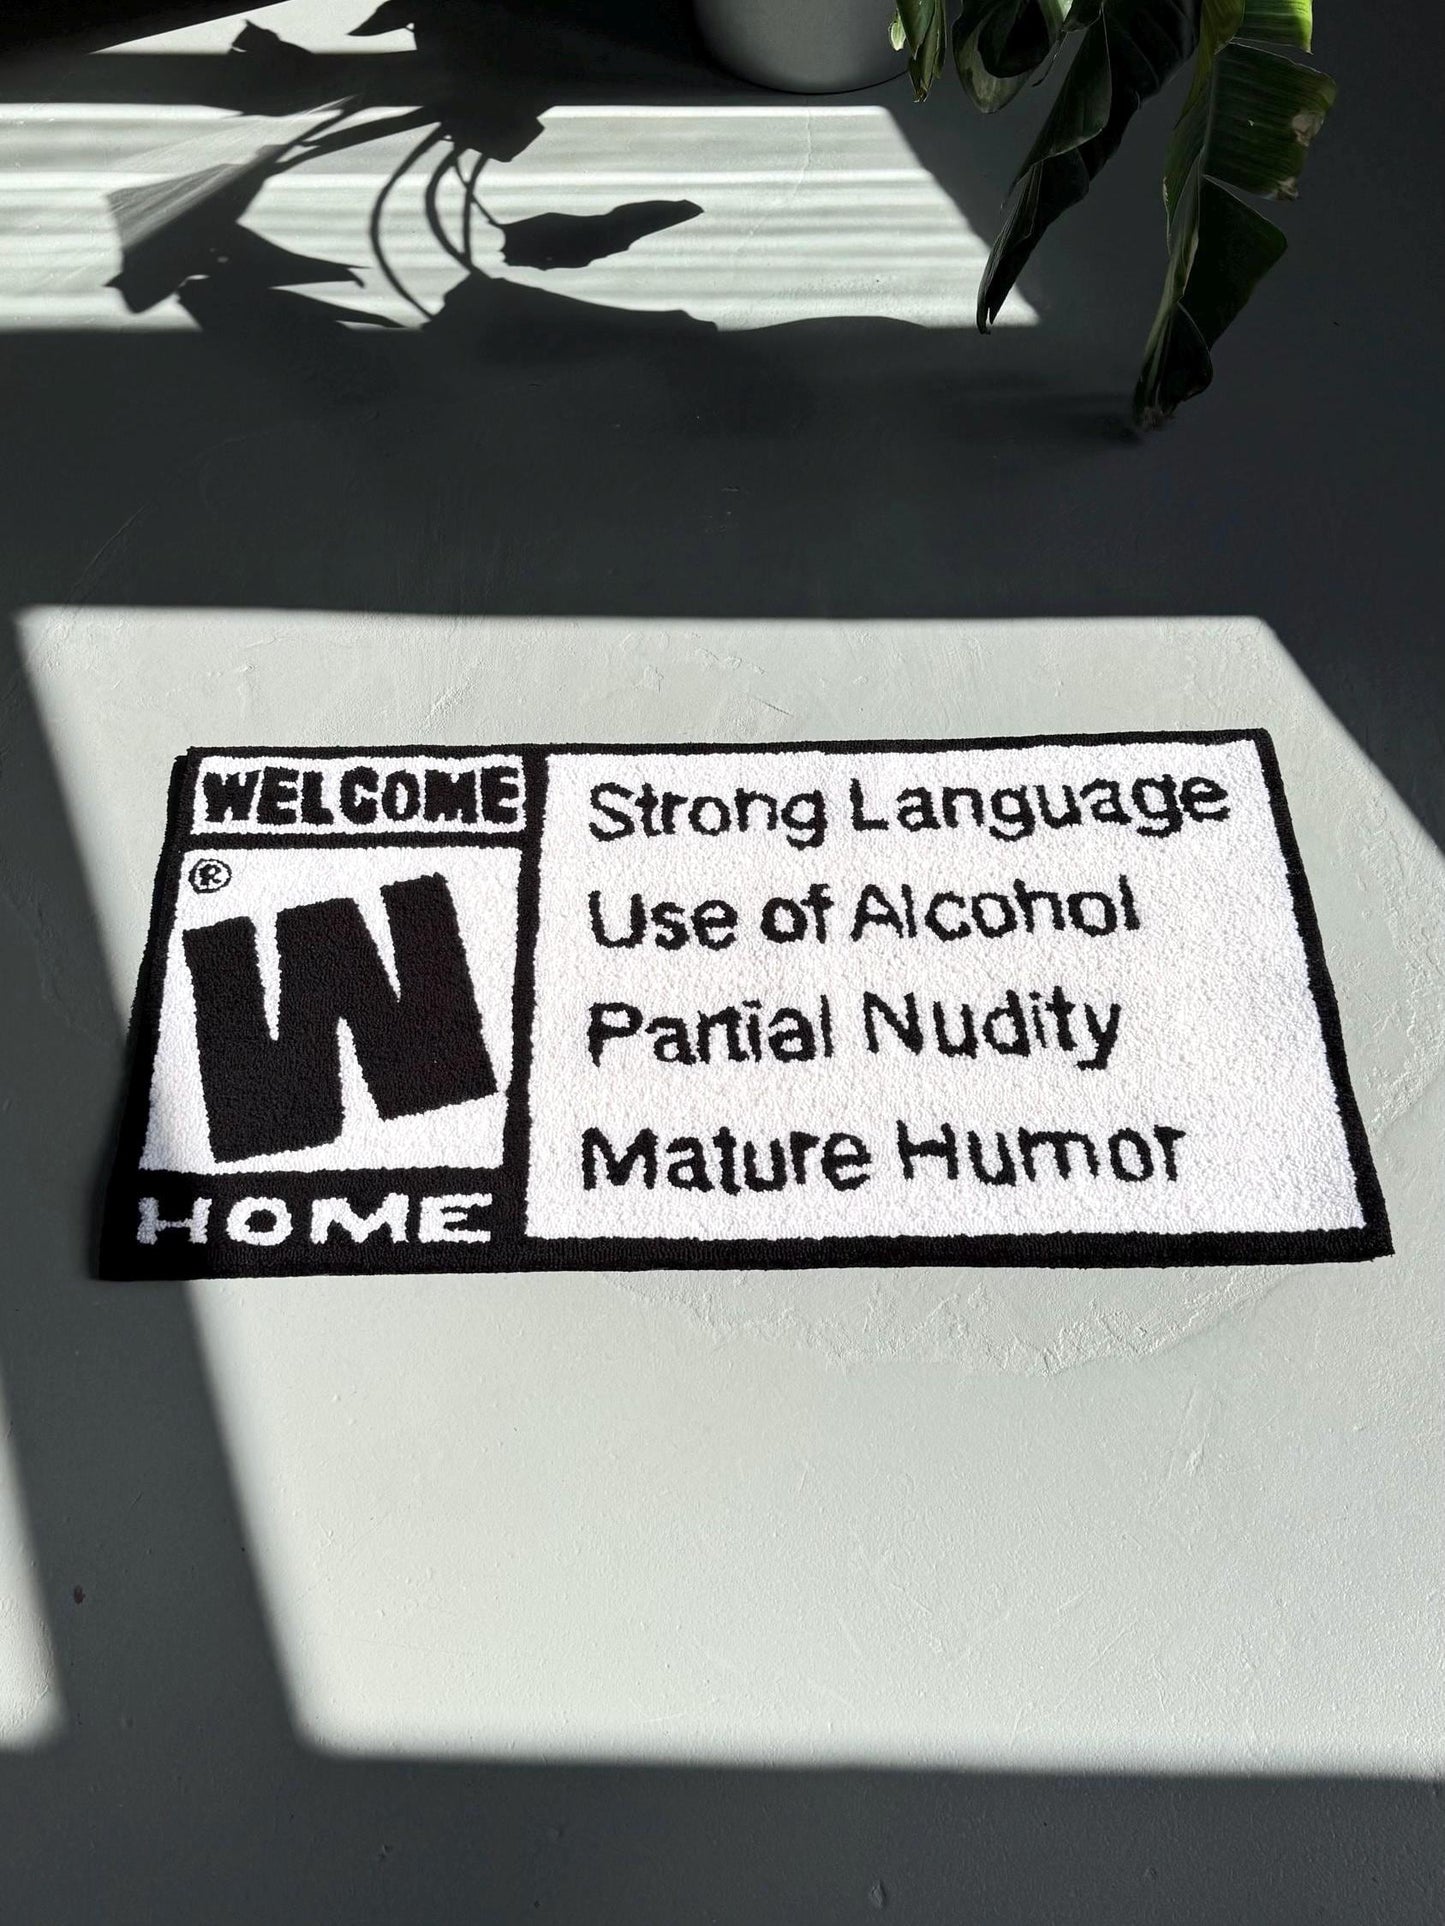 WELCOME
®
W
HOME
Strong Language
Use of Alcohol
Partial Nudity
Mature Humor